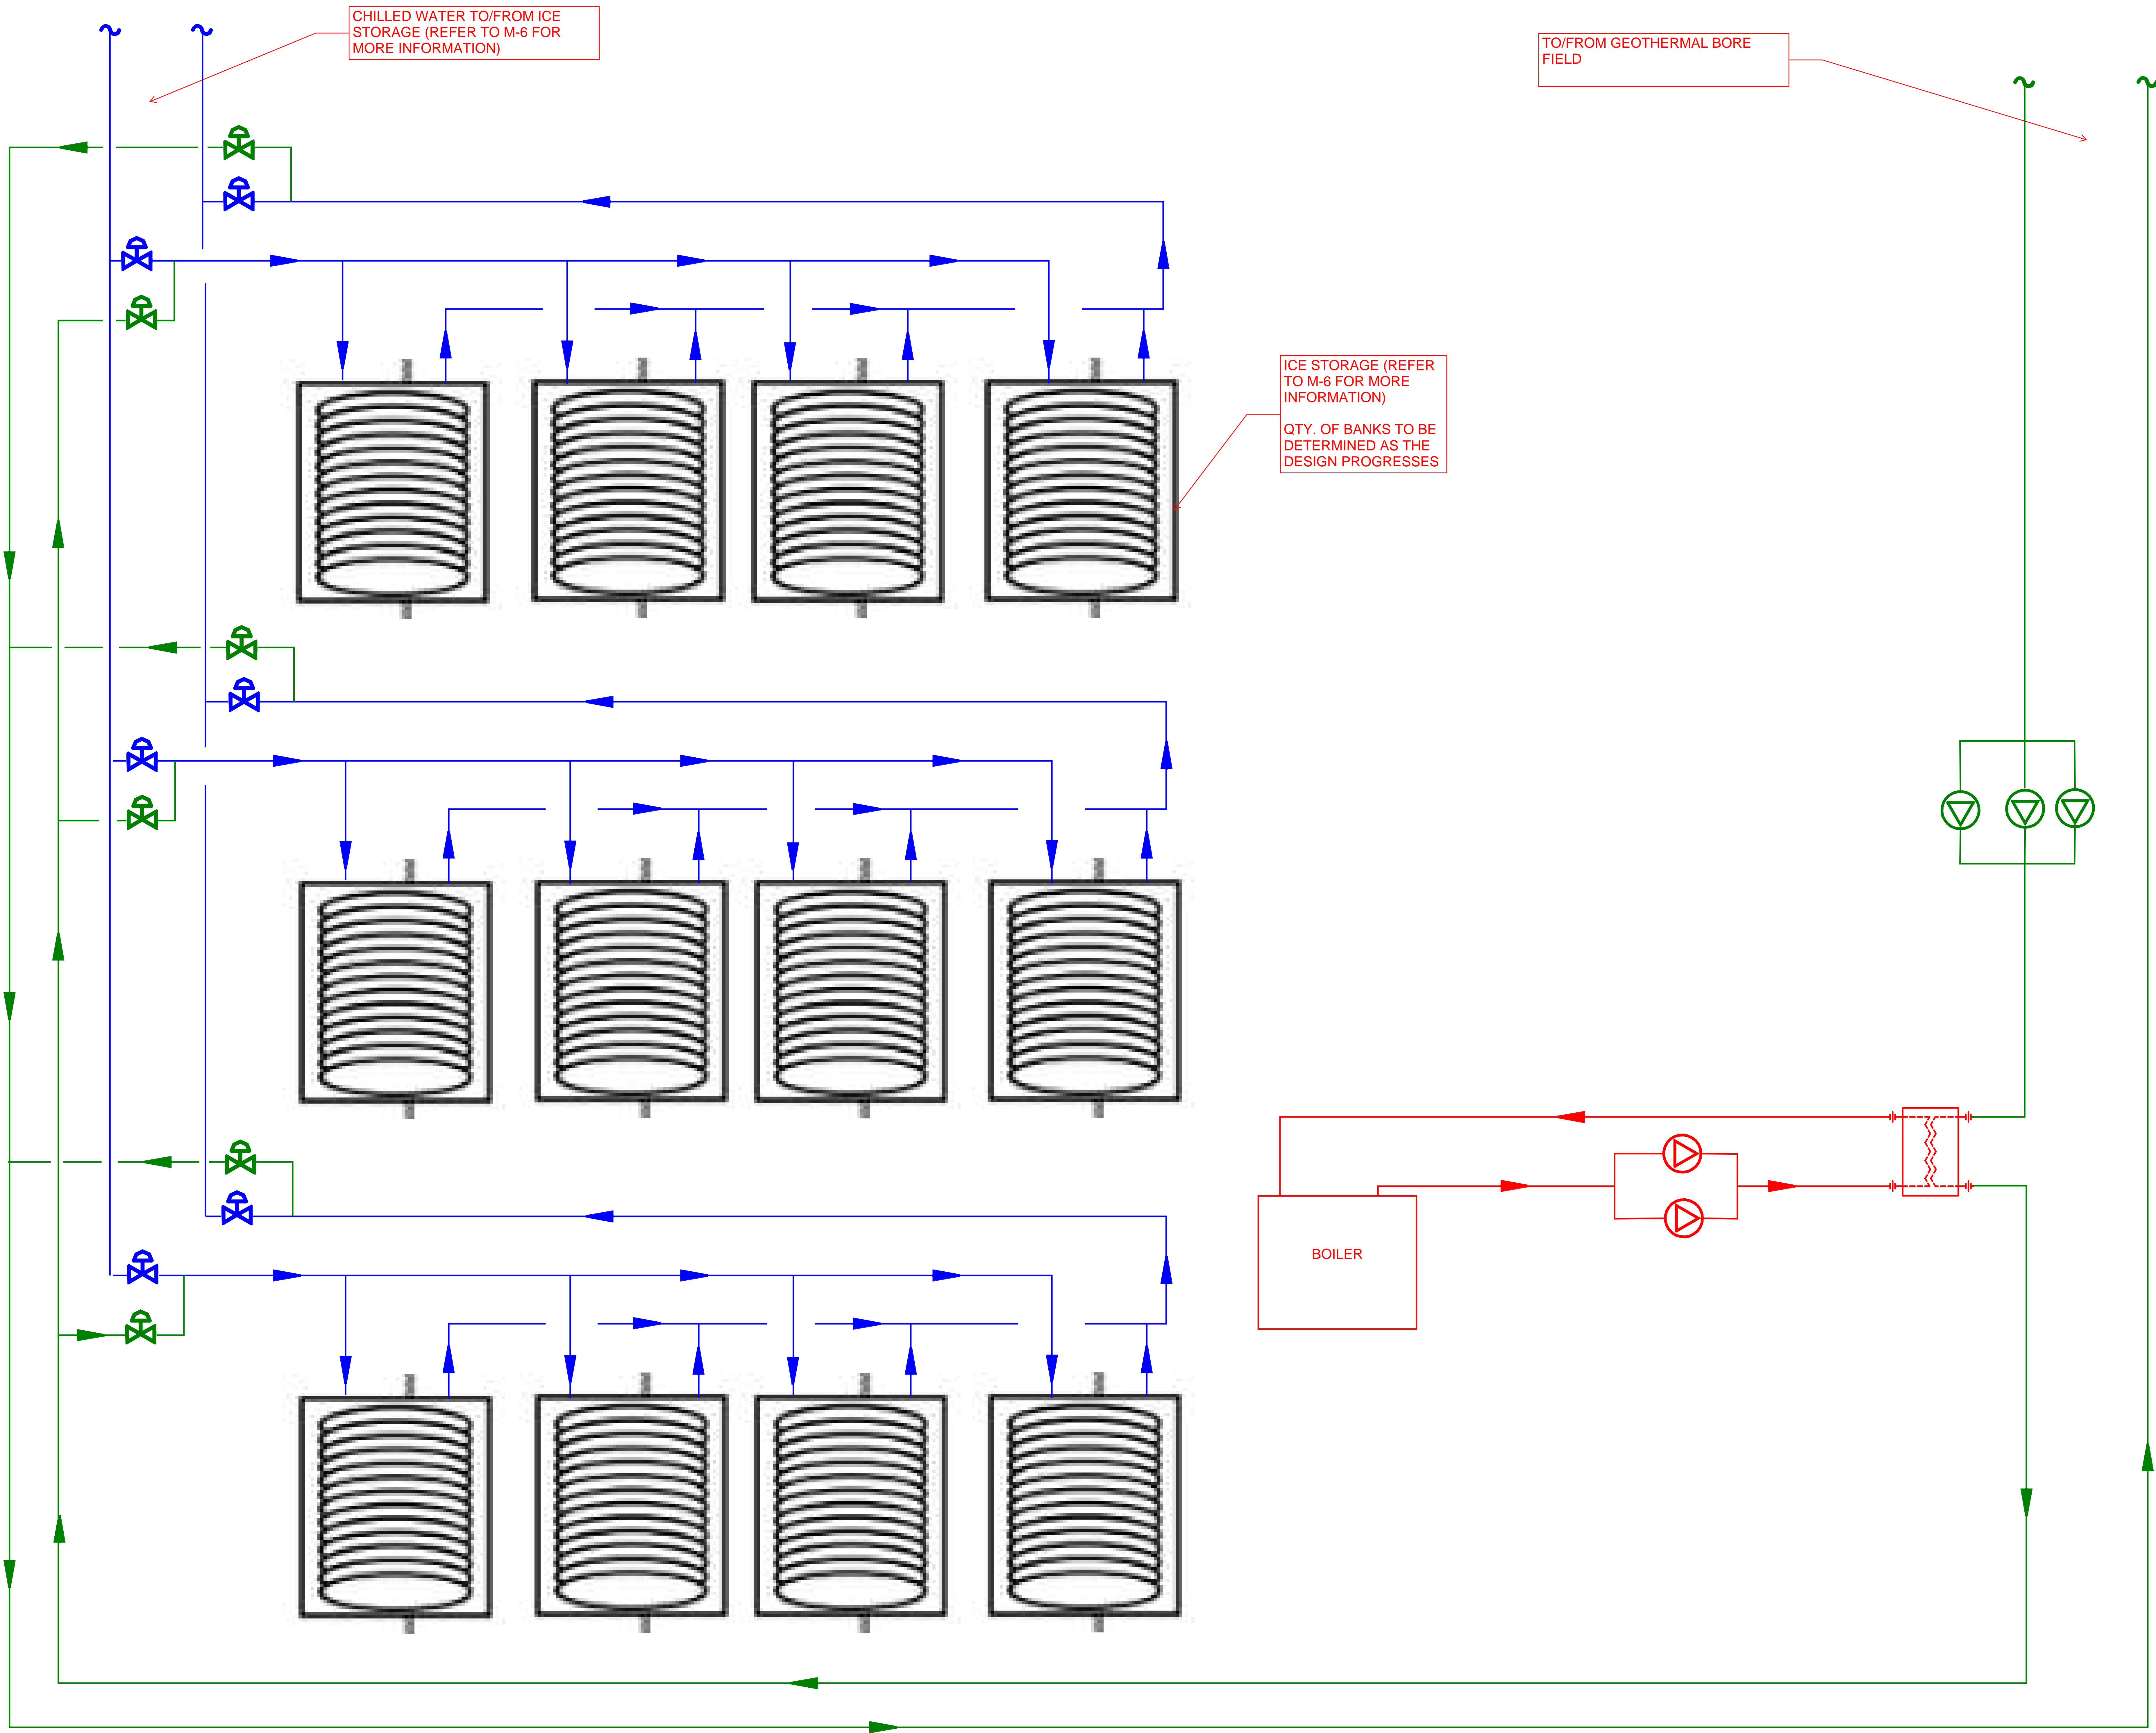 CHILLED WATER TO/FROM ICE
STORAGE (REFER TO M-6 FOR
MORE INFORMATION)
TO/FROM GEOTHERMAL BORE
FIELD
ICE STORAGE (REFER
TO M-6 FOR MORE
INFORMATION)
QTY. OF BANKS TO BE
DETERMINED AS THE
DESIGN PROGRESSES
BOILER